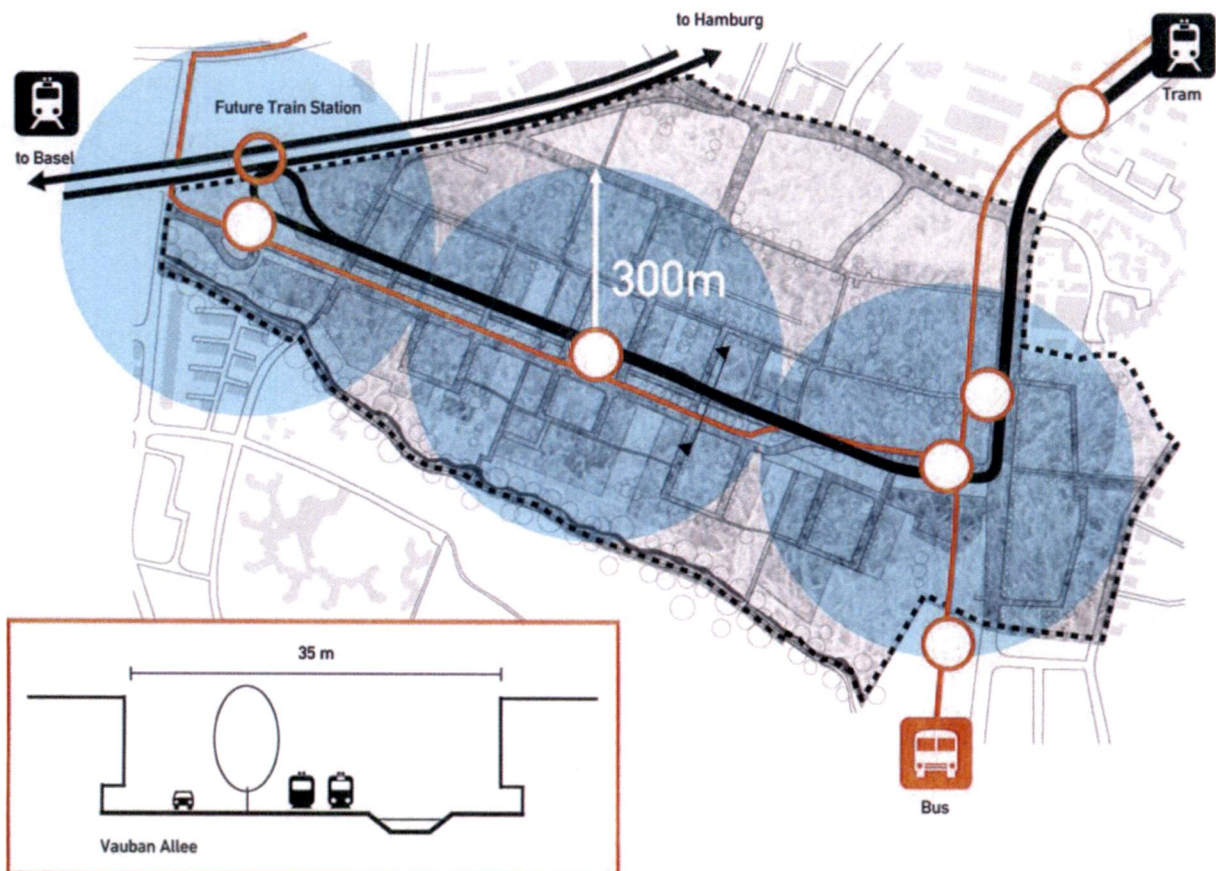 to Hamburg
Tram
Future Train Station
to Basel
300m
35 m
Vauban Allee
Bus